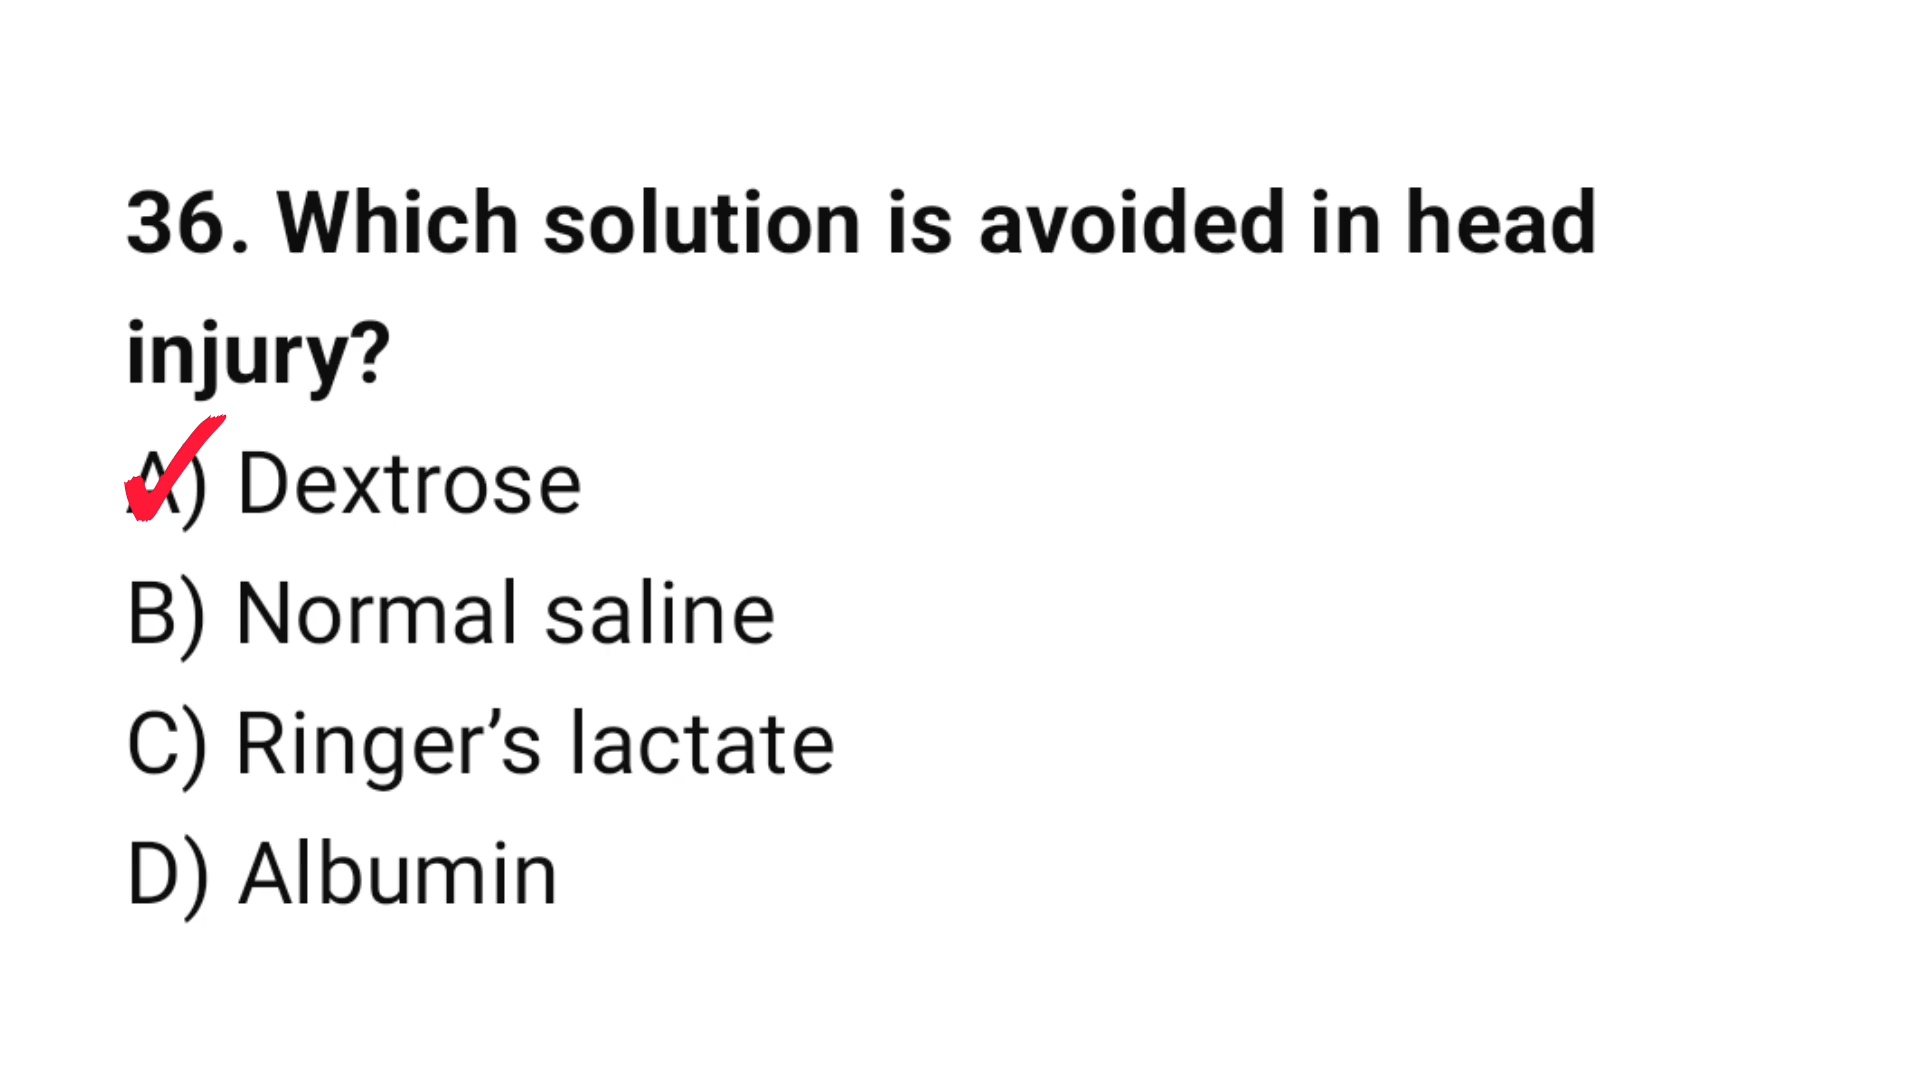 36. Which solution is avoided in head
injury?
A) Dextrose
B) Normal saline
C) Ringer’s lactate
D) Albumin